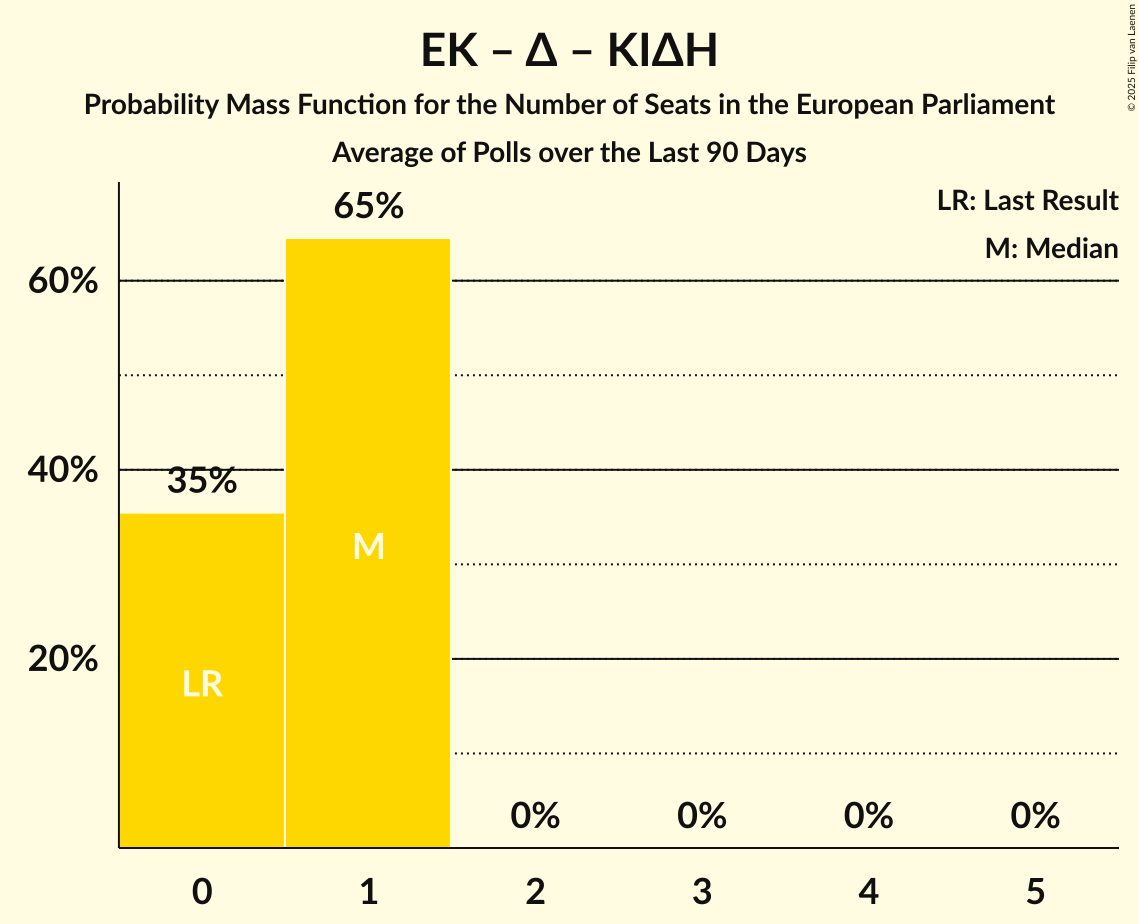 ΕΚ – Δ – ΚΙΔΗ
Probability Mass Function for the Number of Seats in the European Parliament
Average of Polls over the Last 90 Days
© 2025 Filip van Laenen
LR: Last Result
M: Median
65%
60%
40%
35%
M
20%
LR
0%
0%
0%
0%
0
1
2
3
4
5